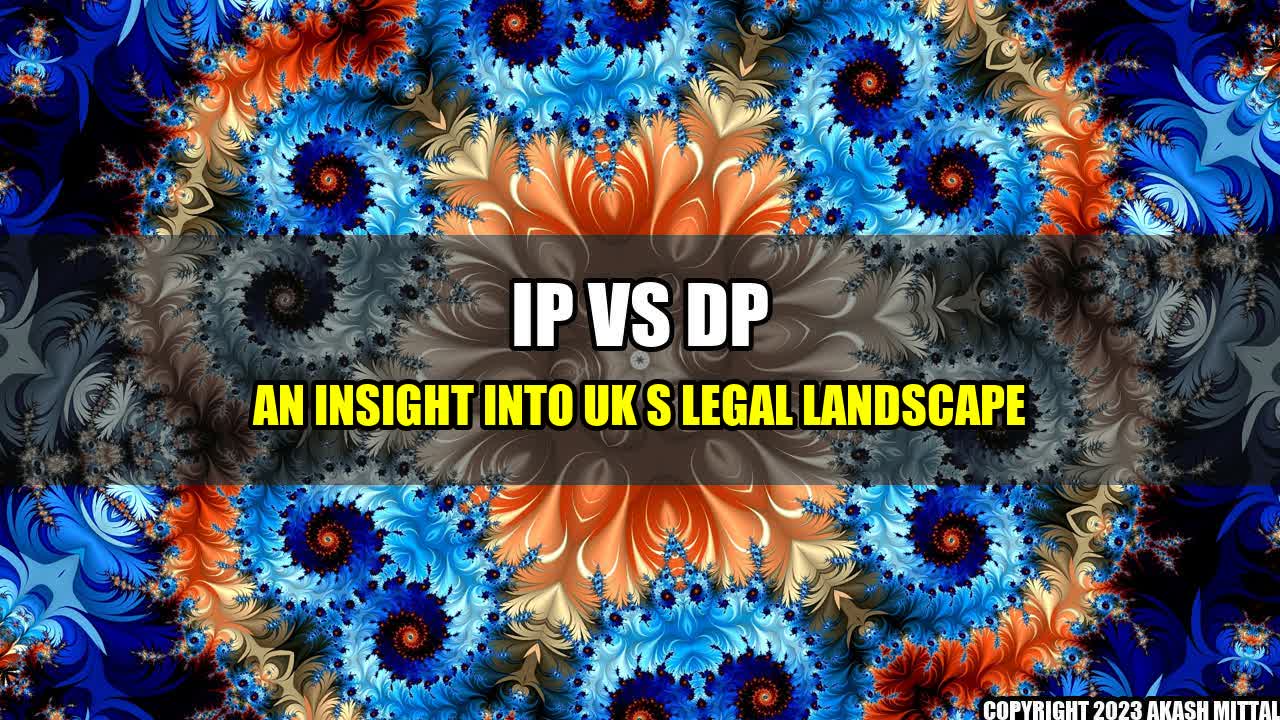 IP VS DP
AN INSIGHT INTO UK S LEGAL LANDSCAPE
COPYRIGHT 2023 AKASH MITTAL